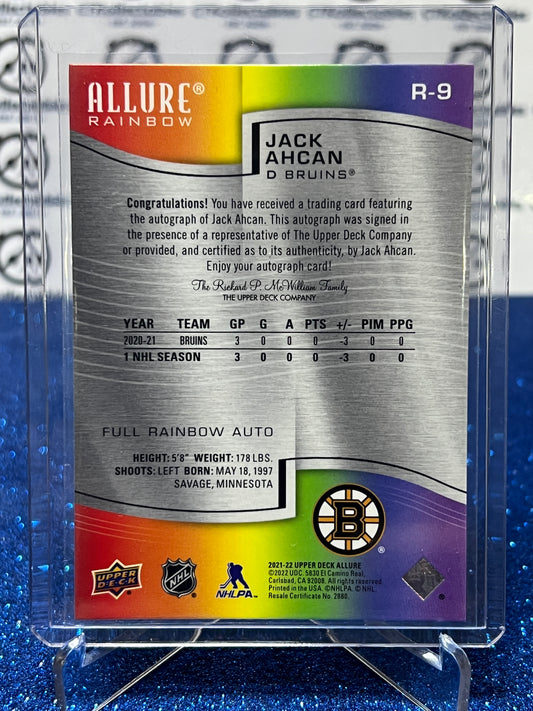 ALLURE®
RAINBOW
R-9
JACK
AHCAN
D BRUINS®
Congratulations! You have received a trading card featuring
the autograph of Jack Ahcan. This autograph was signed in
the presence of a representative of The Upper Deck Company
or provided, and certified as to its authenticity, by Jack Ahcan.
Enjoy your autograph card!
The Richard P. McWilliam Family
THE UPPER DECK COMPANY
YEAR TEAM GP G A PTS +/- PIM PPG
2020-21 BRUINS 3 0 0 0 -3 0 0
1 NHL SEASON 3 0 0 0 -3 0 0
FULL RAINBOW AUTO
HEIGHT: 5'8" WEIGHT: 178 LBS.
SHOOTS: LEFT BORN: MAY 18, 1997
SAVAGE, MINNESOTA
B
®
UPPER
DECK
NHL
NHLPA
2021-22 UPPER DECK ALLURE
©2022 UDC. 5830 El Camino Real,
Carlsbad, CA 92008. All rights reserved.
Printed in the USA. ©NHLPA. © NHL.
Resale Certificate No. 2880.
®